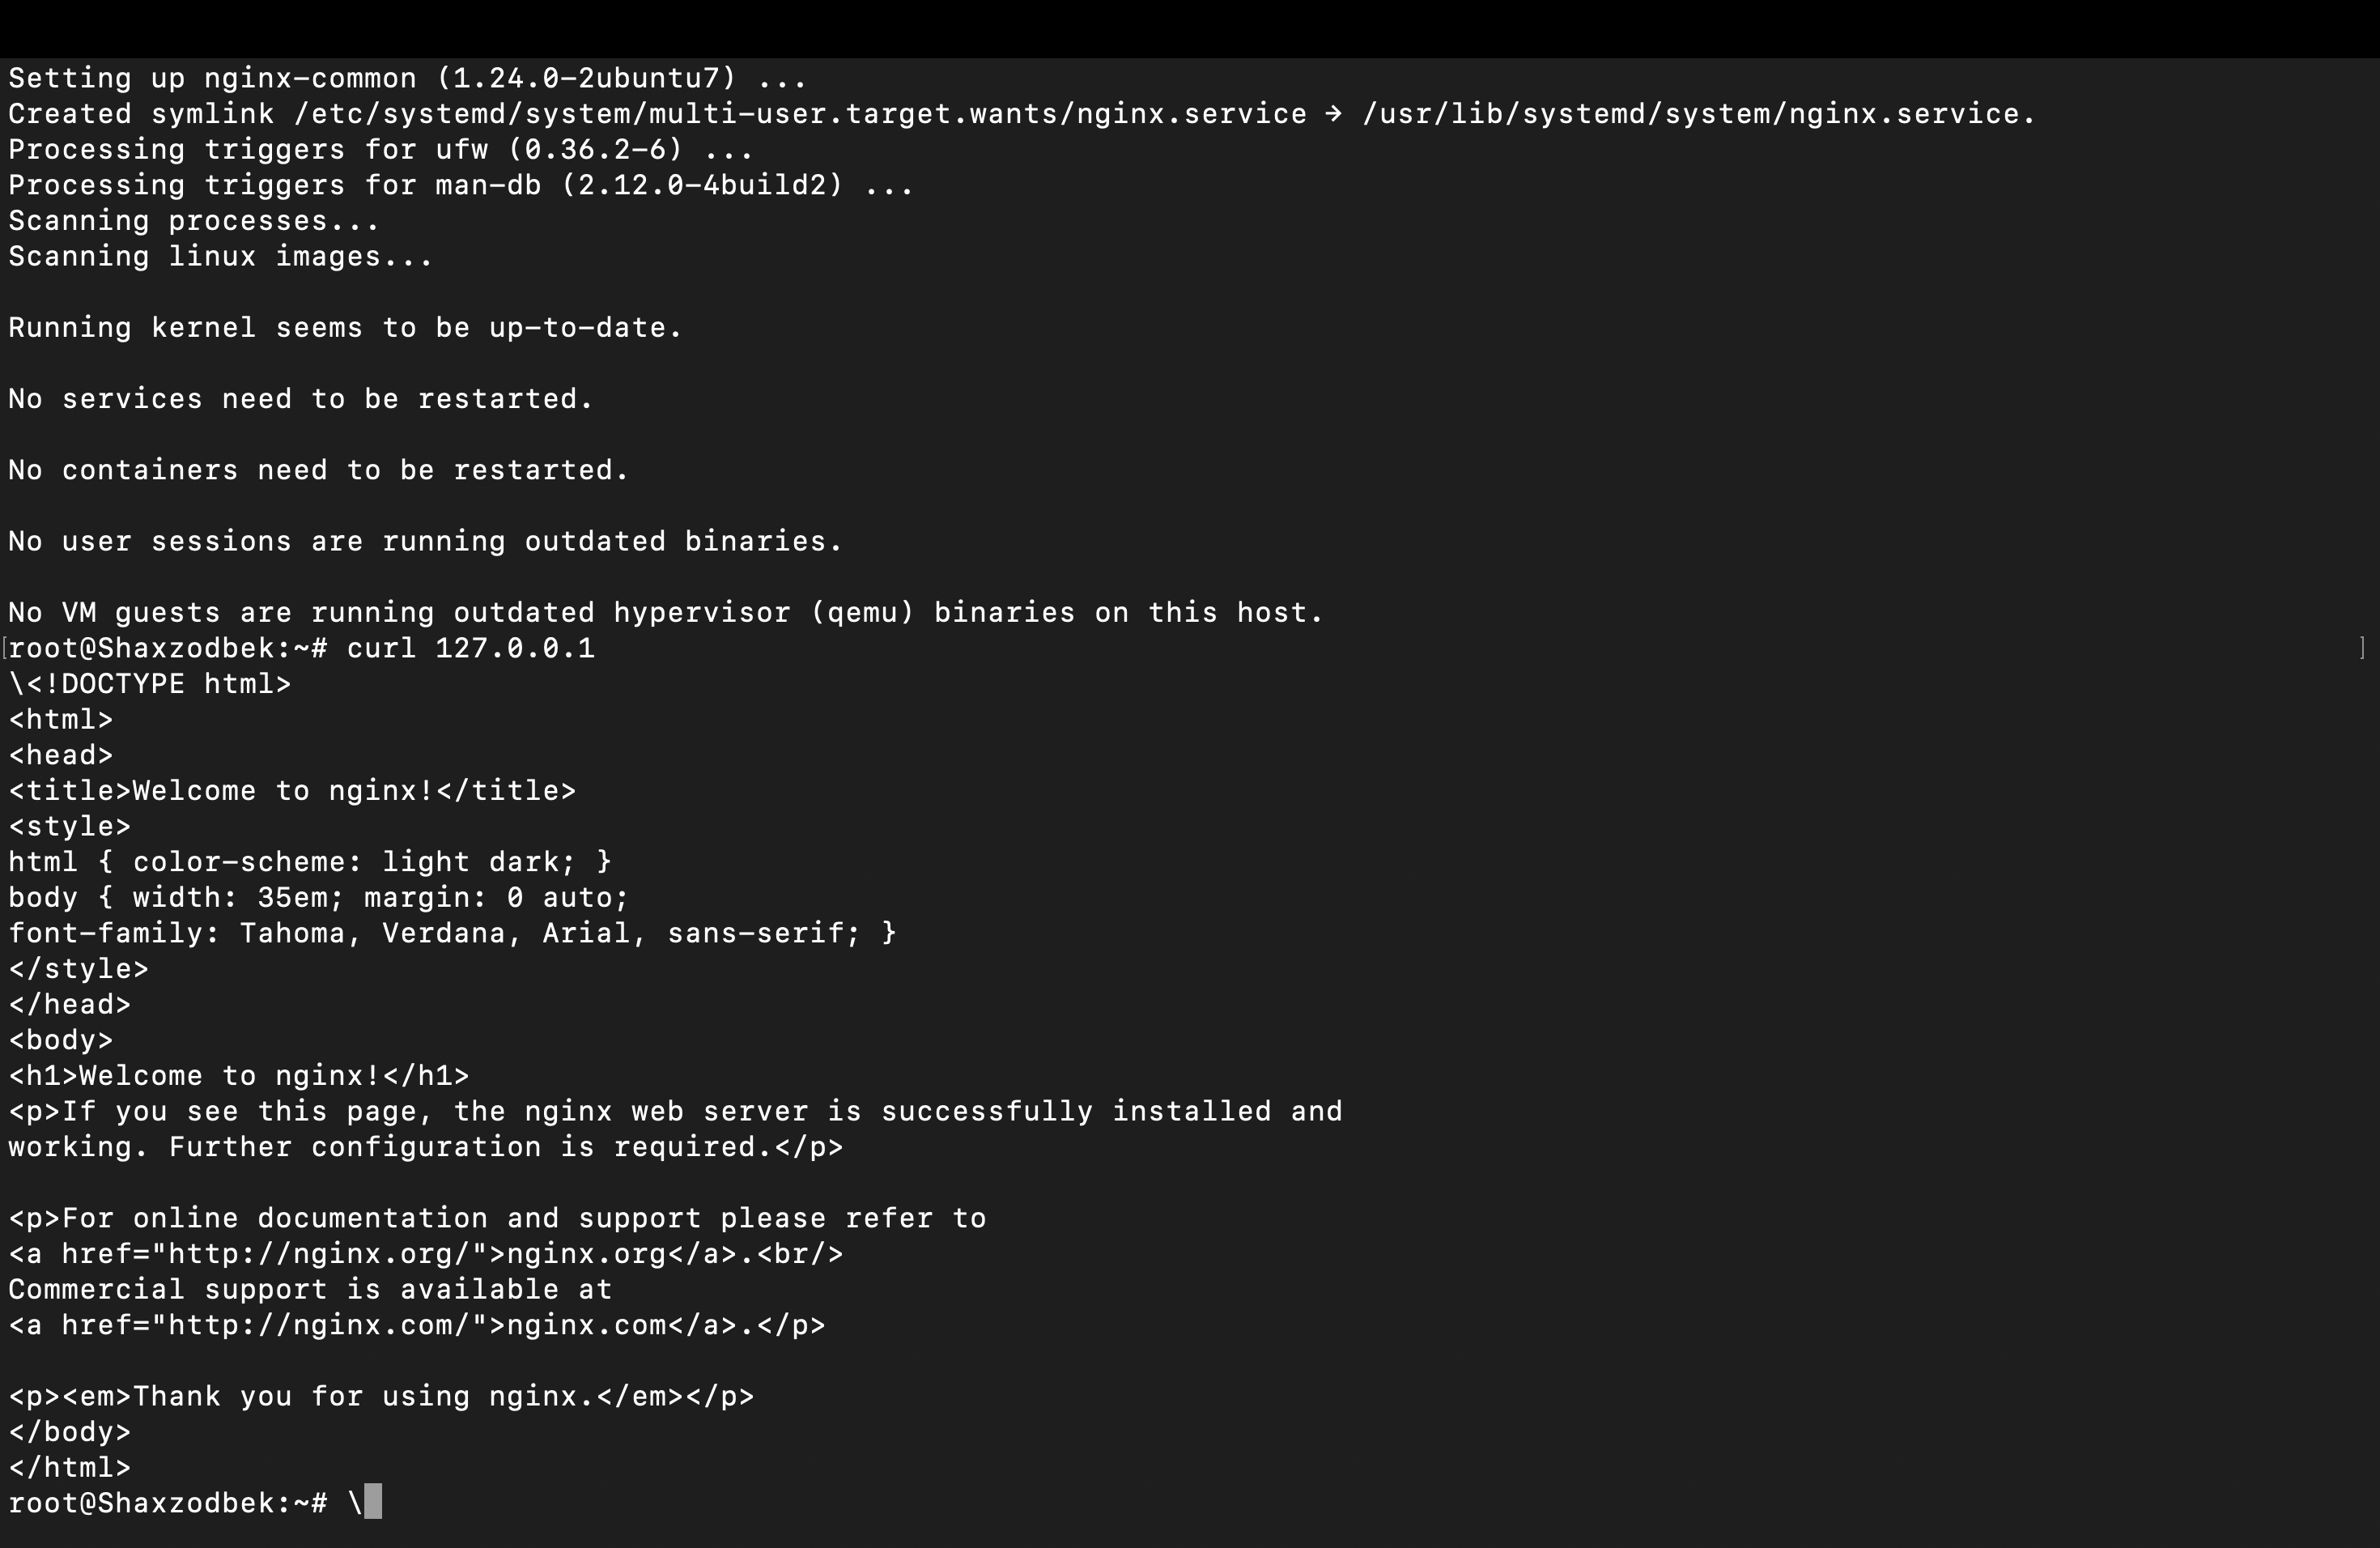 Setting up nginx-common (1.24.0-2ubuntu7) ...
Created symlink /etc/systemd/system/multi-user.target.wants/nginx.service → /usr/lib/systemd/system/nginx.service.
Processing triggers for ufw (0.36.2-6) ...
Processing triggers for man-db (2.12.0-4build2) ...
Scanning processes...
Scanning linux images...

Running kernel seems to be up-to-date.

No services need to be restarted.

No containers need to be restarted.

No user sessions are running outdated binaries.

No VM guests are running outdated hypervisor (qemu) binaries on this host.
[root@Shaxzodbek:~# curl 127.0.0.1 ]
\<!DOCTYPE html>
<html>
<head>
<title>Welcome to nginx!</title>
<style>
html { color-scheme: light dark; }
body { width: 35em; margin: 0 auto;
font-family: Tahoma, Verdana, Arial, sans-serif; }
</style>
</head>
<body>
<h1>Welcome to nginx!</h1>
<p>If you see this page, the nginx web server is successfully installed and
working. Further configuration is required.</p>

<p>For online documentation and support please refer to
<a href="http://nginx.org/">nginx.org</a>.<br/>
Commercial support is available at
<a href="http://nginx.com/">nginx.com</a>.</p>

<p><em>Thank you for using nginx.</em></p>
</body>
</html>
root@Shaxzodbek:~# \